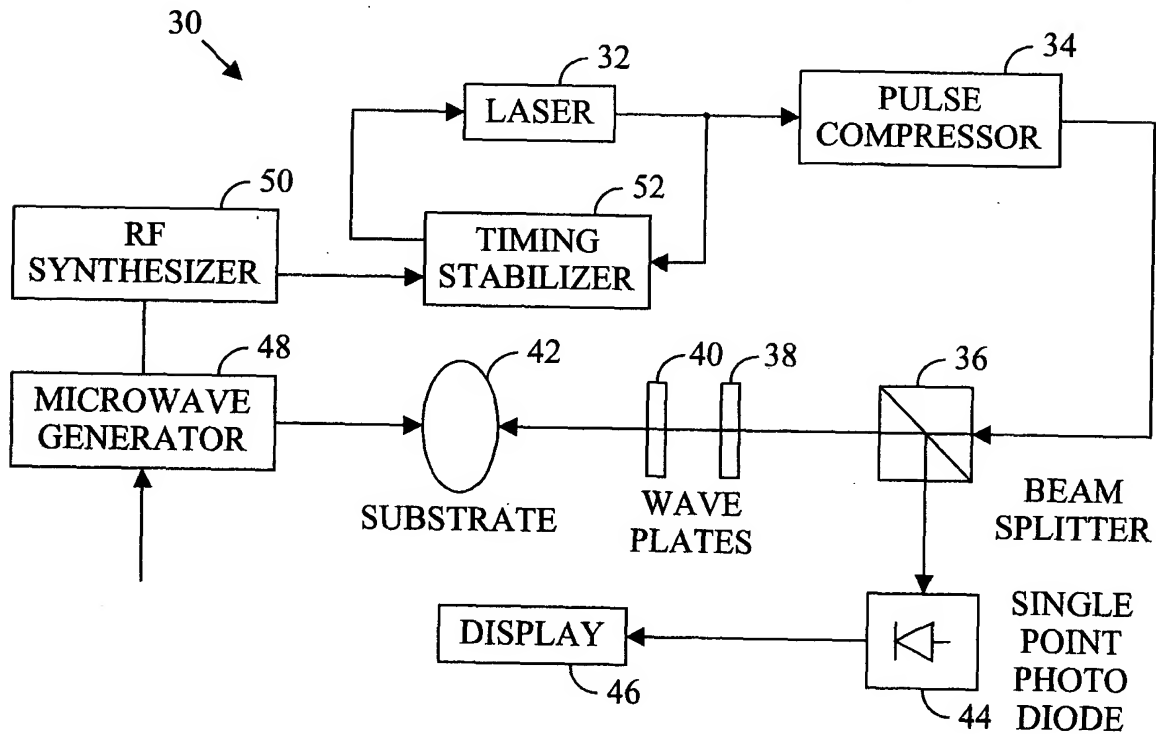 30
32
LASER
34
PULSE
COMPRESSOR
50
RF
SYNTHESIZER
52
TIMING
STABILIZER
48
MICROWAVE
GENERATOR
42
SUBSTRATE
40
38
WAVE
PLATES
36
BEAM
SPLITTER
DISPLAY
46
44
SINGLE
POINT
PHOTO
DIODE